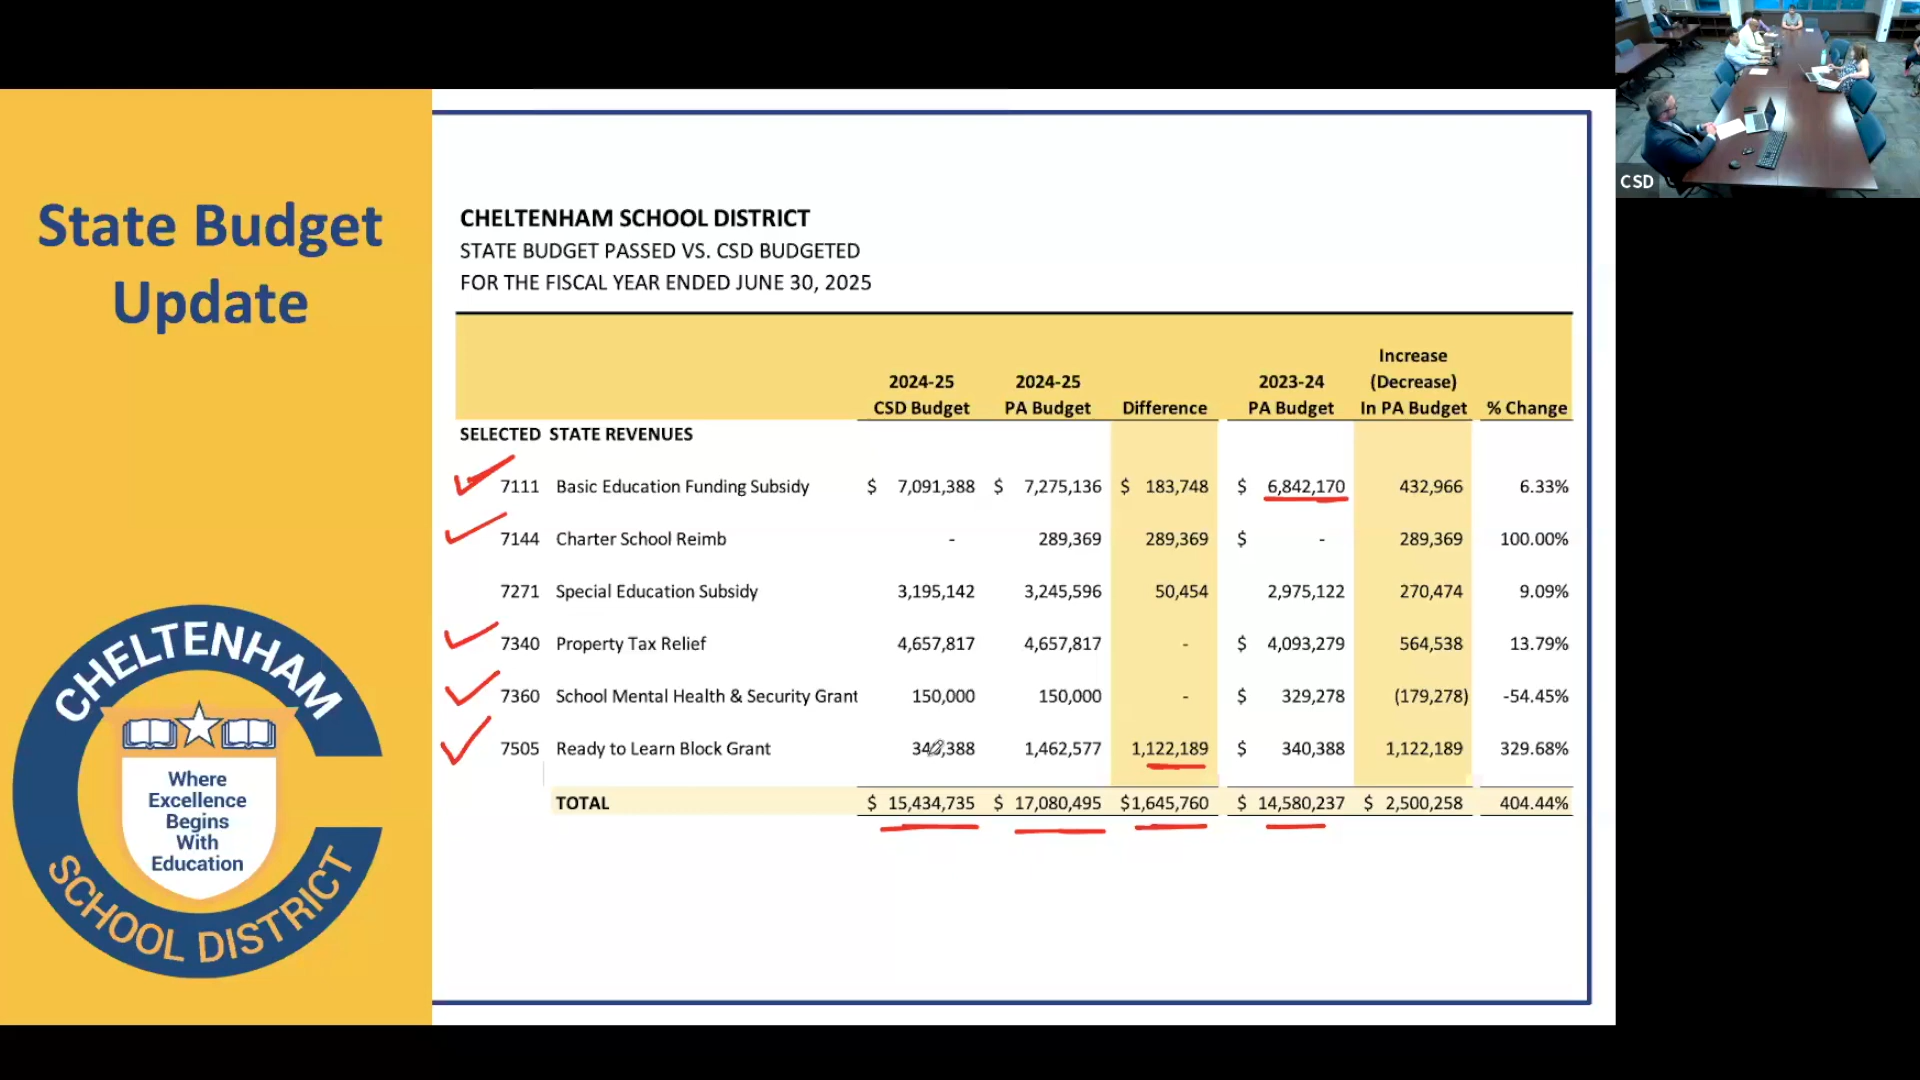 CSD
State Budget
Update
CHELTENHAM SCHOOL DISTRICT
STATE BUDGET PASSED VS. CSD BUDGETED
FOR THE FISCAL YEAR ENDED JUNE 30, 2025
2024-25 CSD Budget 2024-25 PA Budget Difference 2023-24 PA Budget Increase (Decrease) In PA Budget % Change
SELECTED STATE REVENUES
7111 Basic Education Funding Subsidy $ 7,091,388 $ 7,275,136 $ 183,748 $ 6,842,170 432,966 6.33%
7144 Charter School Reimb - 289,369 289,369 $ - 289,369 100.00%
7271 Special Education Subsidy 3,195,142 3,245,596 50,454 2,975,122 270,474 9.09%
7340 Property Tax Relief 4,657,817 4,657,817 - $ 4,093,279 564,538 13.79%
7360 School Mental Health & Security Grant 150,000 150,000 - $ 329,278 (179,278) -54.45%
7505 Ready to Learn Block Grant 340,388 1,462,577 1,122,189 $ 340,388 1,122,189 329.68%
TOTAL $ 15,434,735 $ 17,080,495 $1,645,760 $ 14,580,237 $ 2,500,258 404.44%
CHELTENHAM
Where
Excellence
Begins
With
Education
SCHOOL DISTRICT